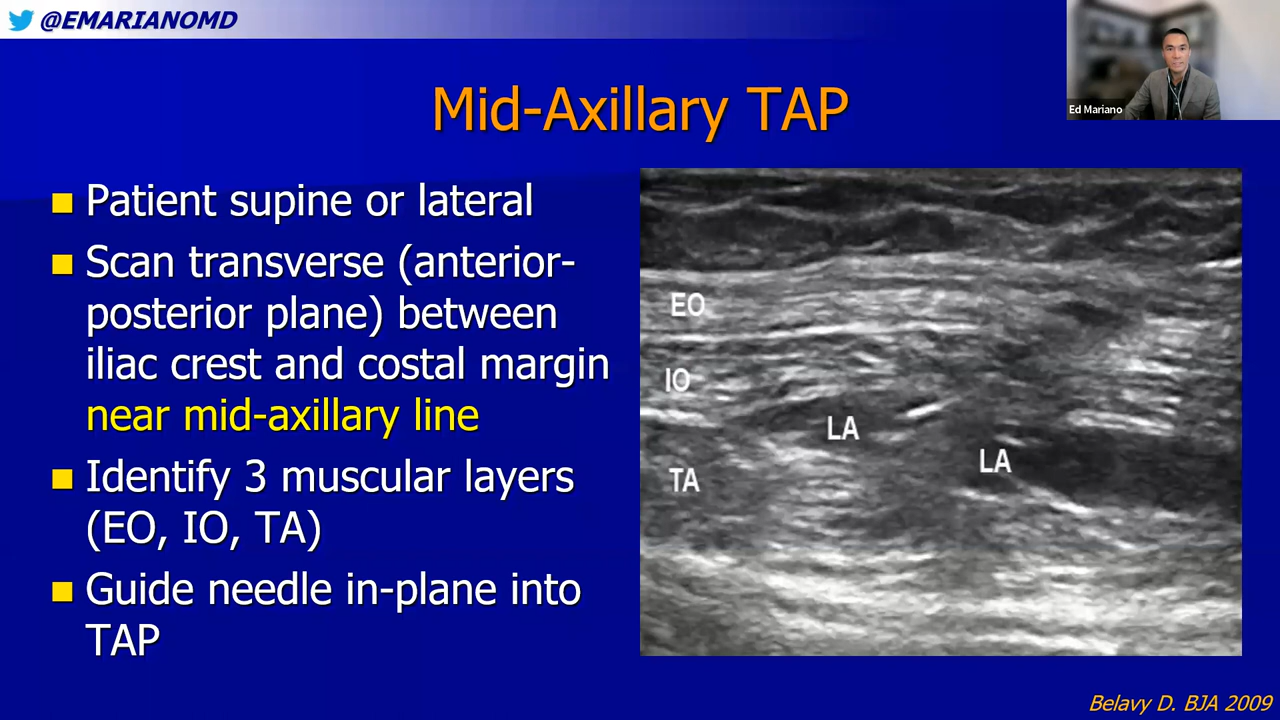 @EMARIANOMD
Ed Mariano
Mid-Axillary TAP
Patient supine or lateral
Scan transverse (anterior-
posterior plane) between
iliac crest and costal margin
near mid-axillary line
Identify 3 muscular layers
(EO, IO, TA)
Guide needle in-plane into
TAP
EO
IO
LA
LA
TA
Belavy D. BJA 2009